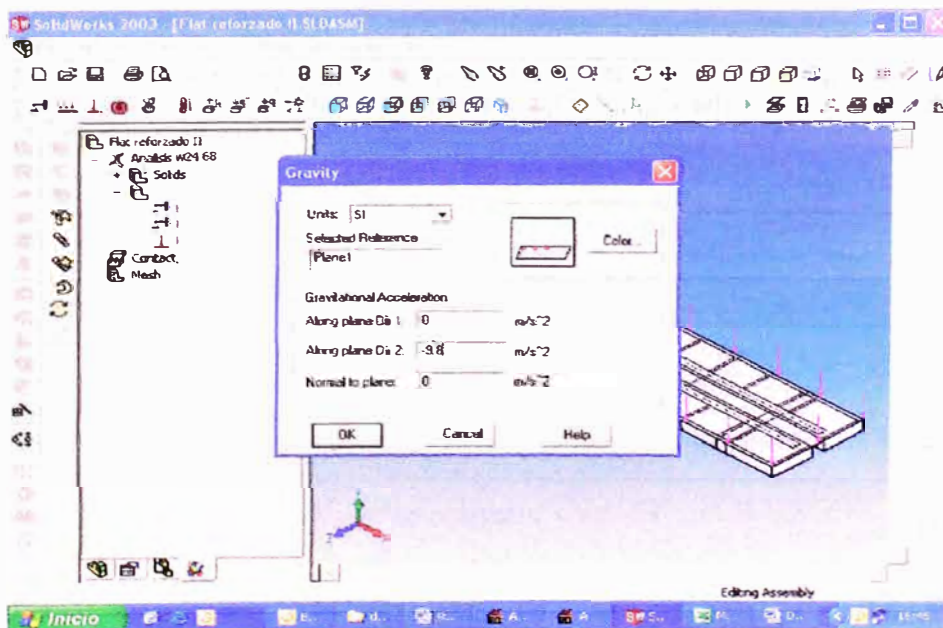 SolidWorks 2003 - [Flat reforzado II.SLDASM]
Flat reforzado II
Analisis w24 68
Solids
Contact
Mesh
Gravity
Units: SI
Selected Reference
Plane1
Color...
Gravitational Acceleration
Along plane Dir 1: 0 m/s^2
Along plane Dir 2: -9.8 m/s^2
Normal to plane: 0 m/s^2
OK Cancel Help
Editing Assembly
Inicio